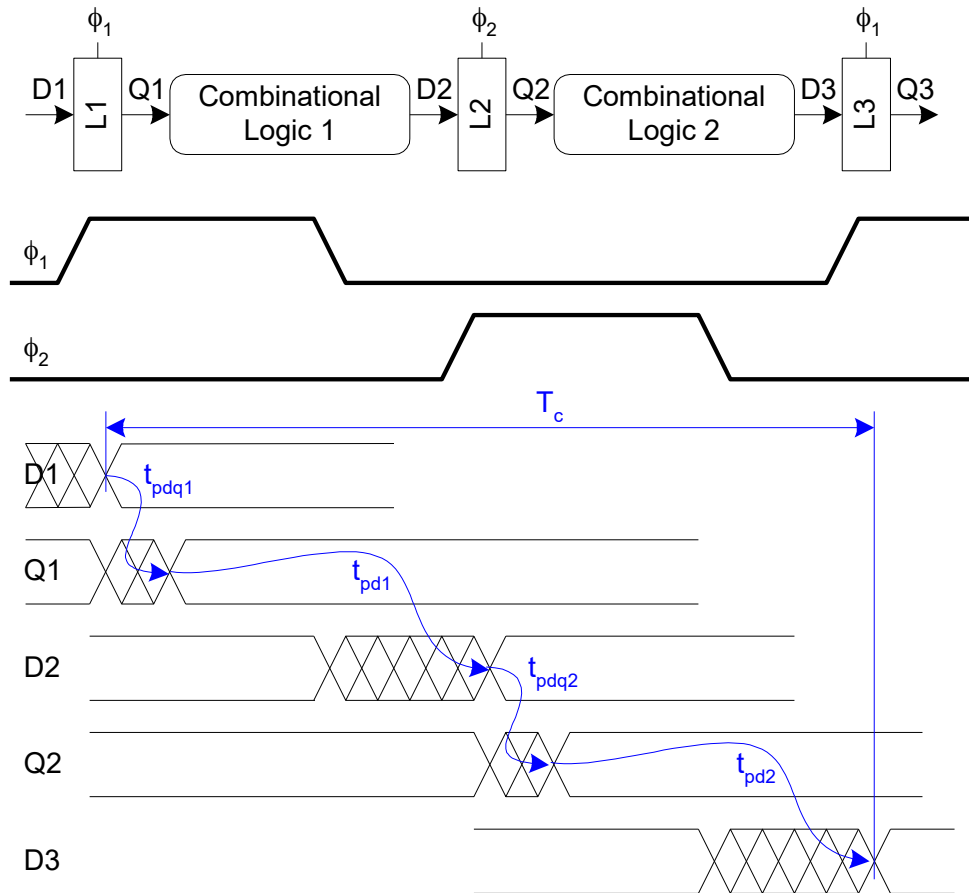 ϕ1 ϕ2 ϕ1
D1 L1 Q1 Combinational Logic 1 D2 L2 Q2 Combinational Logic 2 D3 L3 Q3
ϕ1
ϕ2
Tc
D1 tpdq1
Q1 tpd1
D2 tpdq2
Q2 tpd2
D3